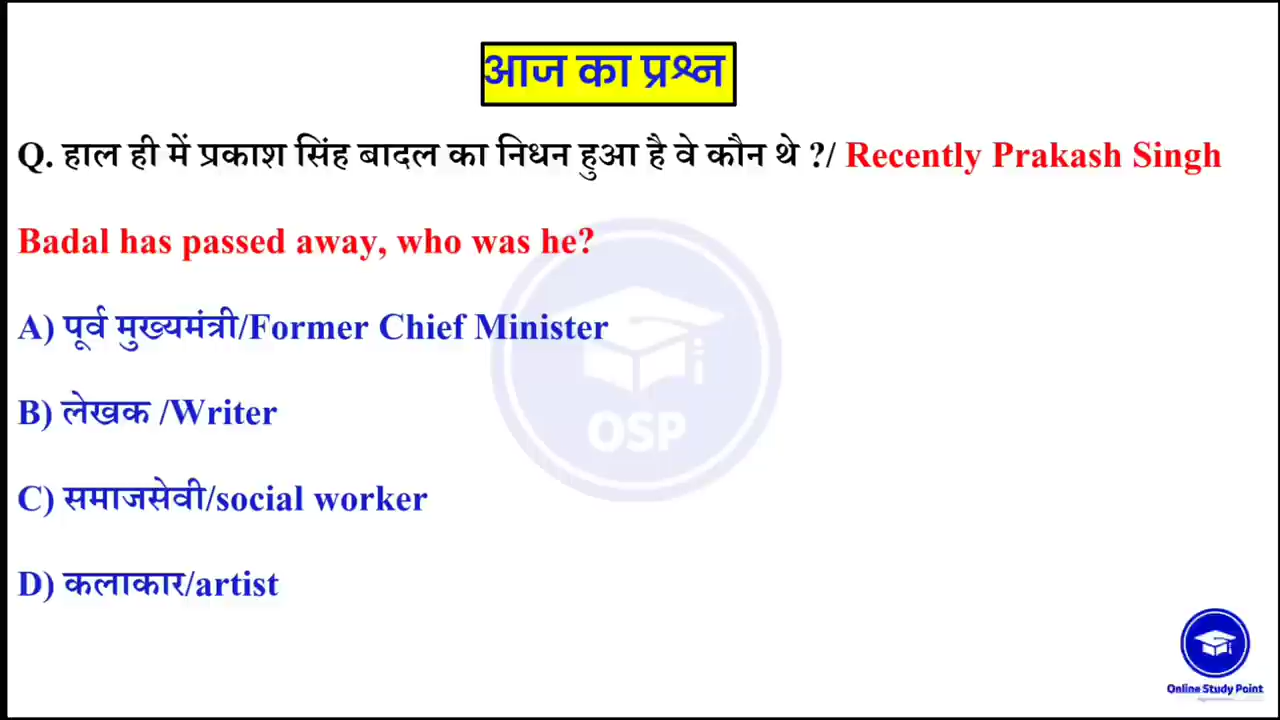 आज का प्रश्न
Q. हाल ही में प्रकाश सिंह बादल का निधन हुआ है वे कौन थे ?/ Recently Prakash Singh
Badal has passed away, who was he?
A) पूर्व मुख्यमंत्री/Former Chief Minister
B) लेखक /Writer
C) समाजसेवी/social worker
D) कलाकार/artist
OSP
Online Study Point